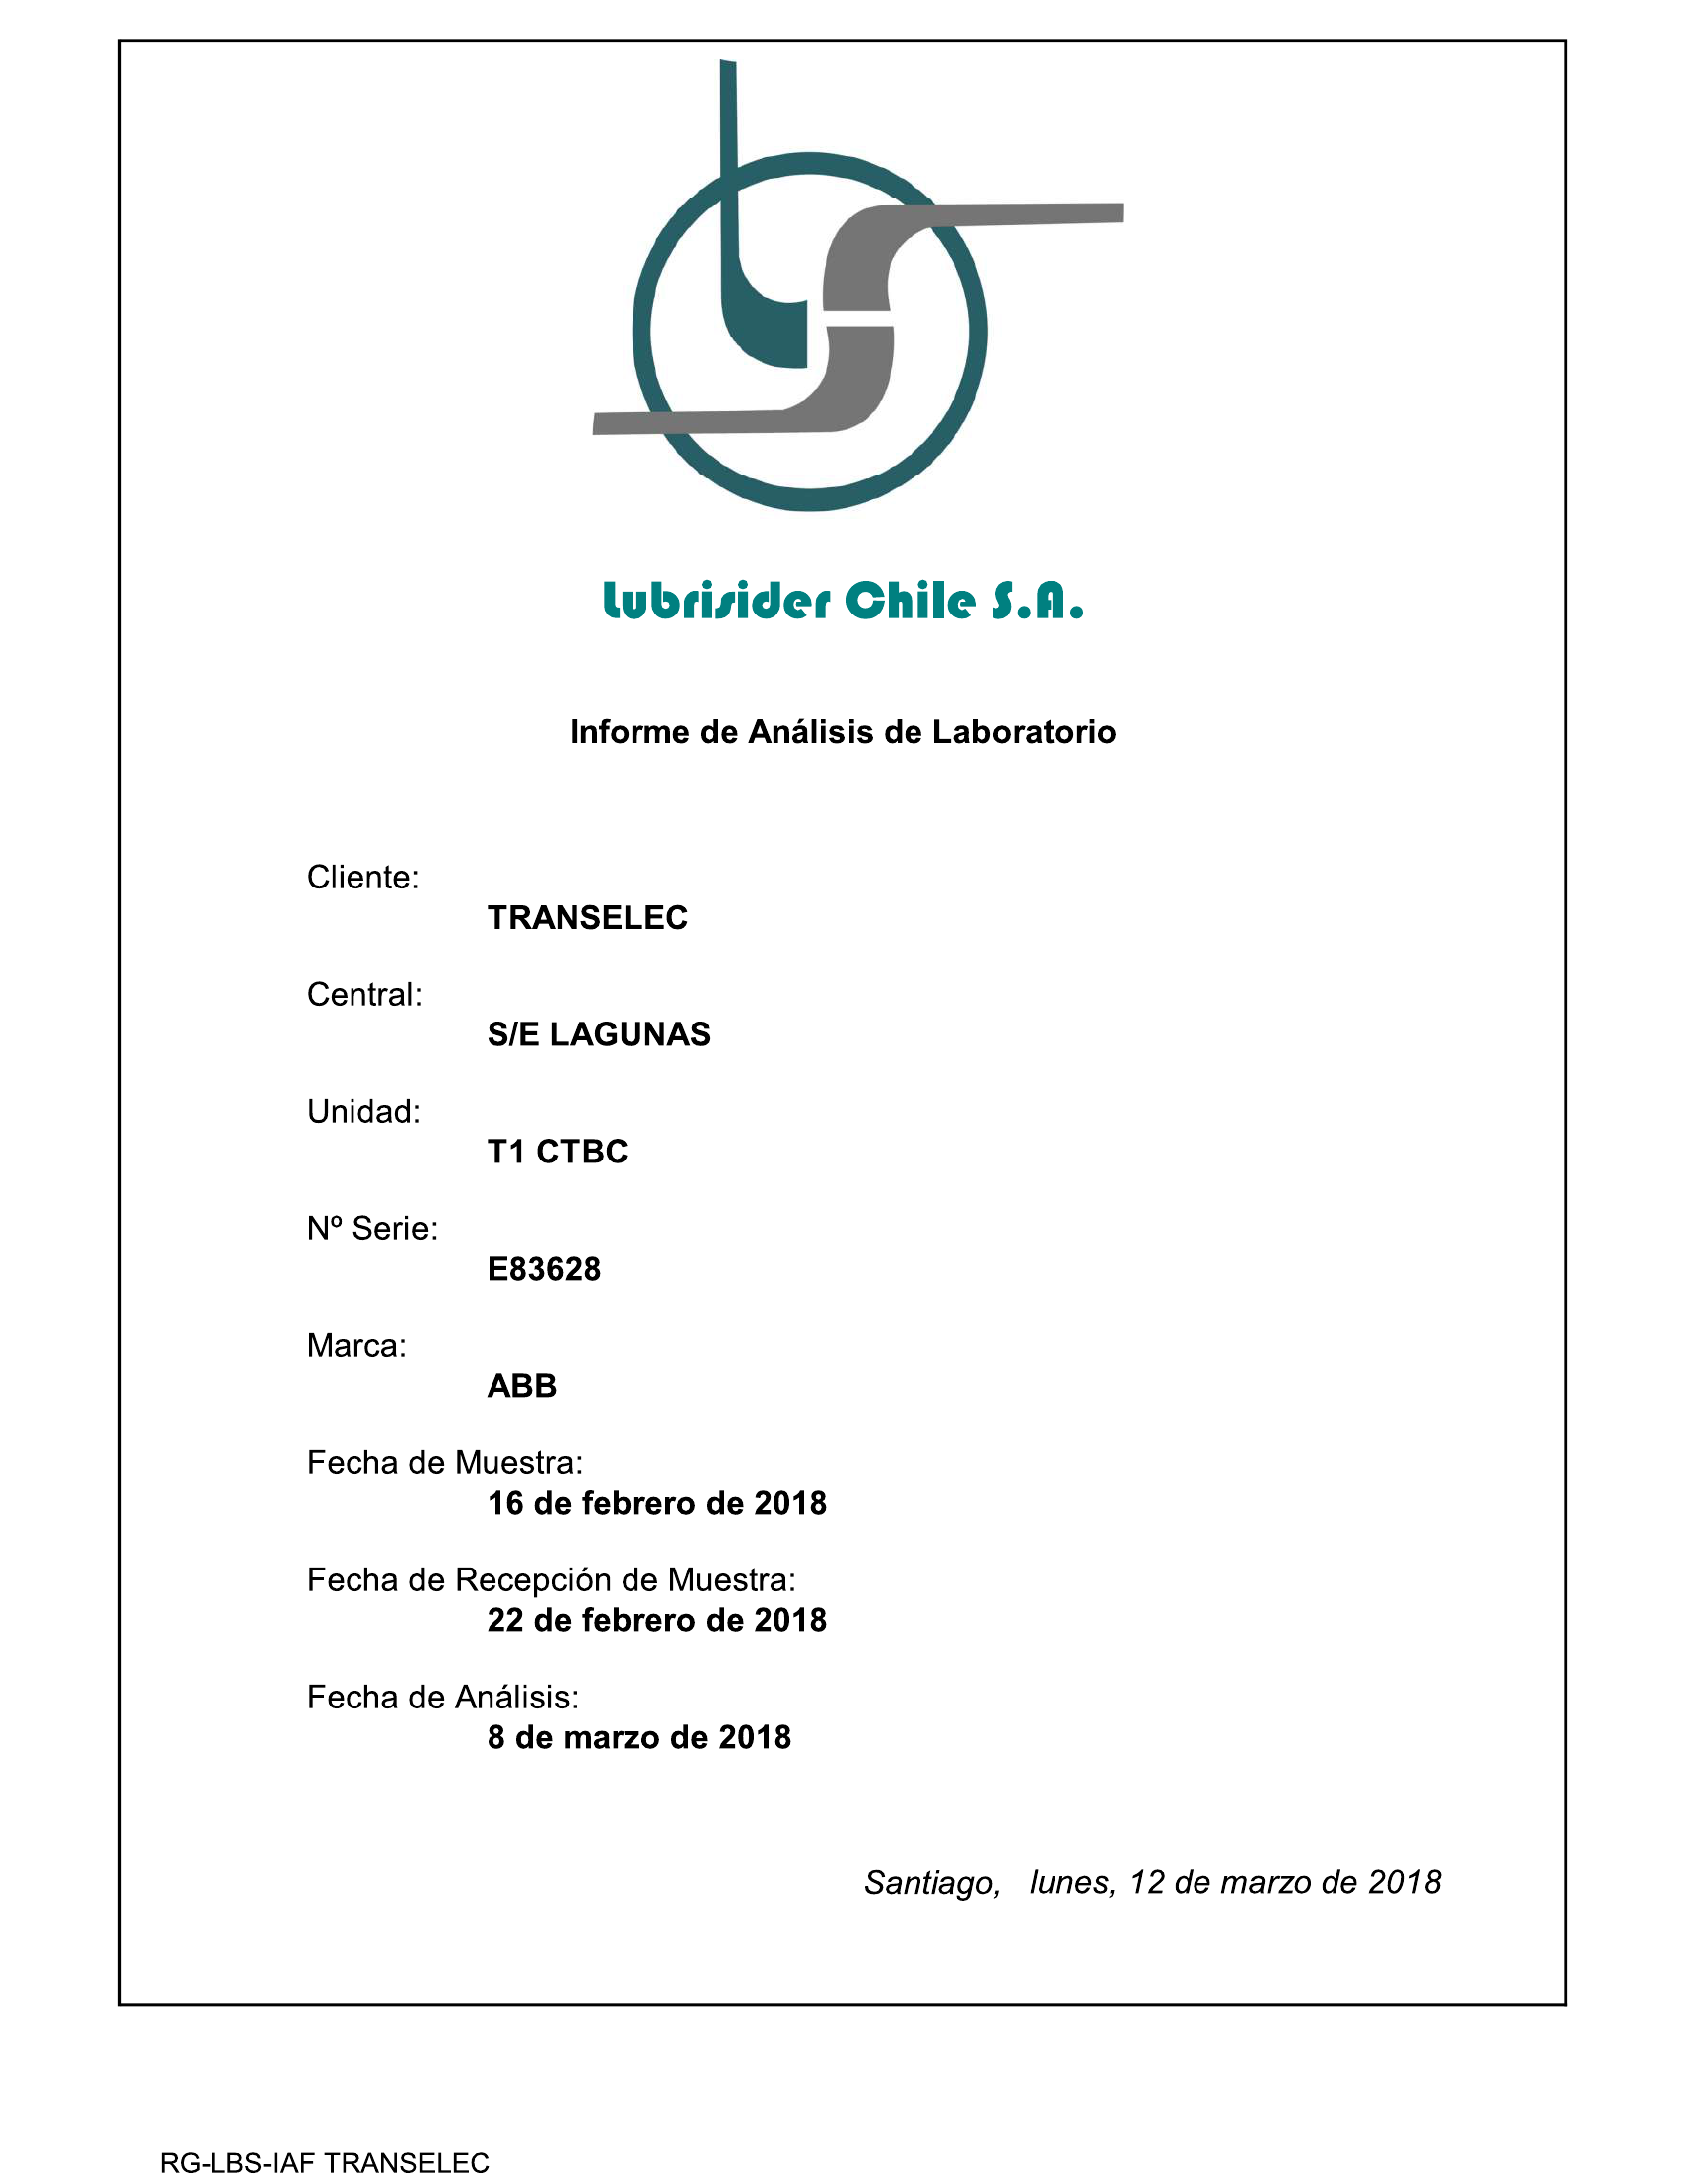 Lubrisider Chile S.A.
Informe de Análisis de Laboratorio
Cliente:
TRANSELEC
Central:
S/E LAGUNAS
Unidad:
T1 CTBC
Nº Serie:
E83628
Marca:
ABB
Fecha de Muestra:
16 de febrero de 2018
Fecha de Recepción de Muestra:
22 de febrero de 2018
Fecha de Análisis:
8 de marzo de 2018
Santiago, lunes, 12 de marzo de 2018
RG-LBS-IAF TRANSELEC